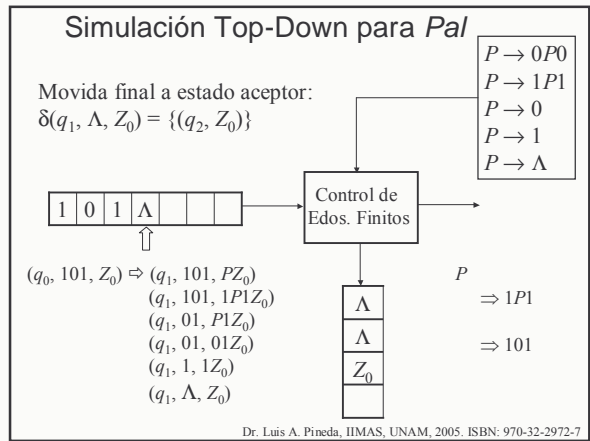 Simulación Top-Down para Pal
P → 0P0
P → 1P1
P → 0
P → 1
P → Λ
Movida final a estado aceptor:
δ(q₁, Λ, Z₀) = {(q₂, Z₀)}
1 0 1 Λ
Control de
Edos. Finitos
(q₀, 101, Z₀) ⇨ (q₁, 101, PZ₀)
(q₁, 101, 1P1Z₀)
(q₁, 01, P1Z₀)
(q₁, 01, 01Z₀)
(q₁, 1, 1Z₀)
(q₁, Λ, Z₀)
Λ
Λ
Z₀
P
⇒ 1P1
⇒ 101
Dr. Luis A. Pineda, IIMAS, UNAM, 2005. ISBN: 970-32-2972-7